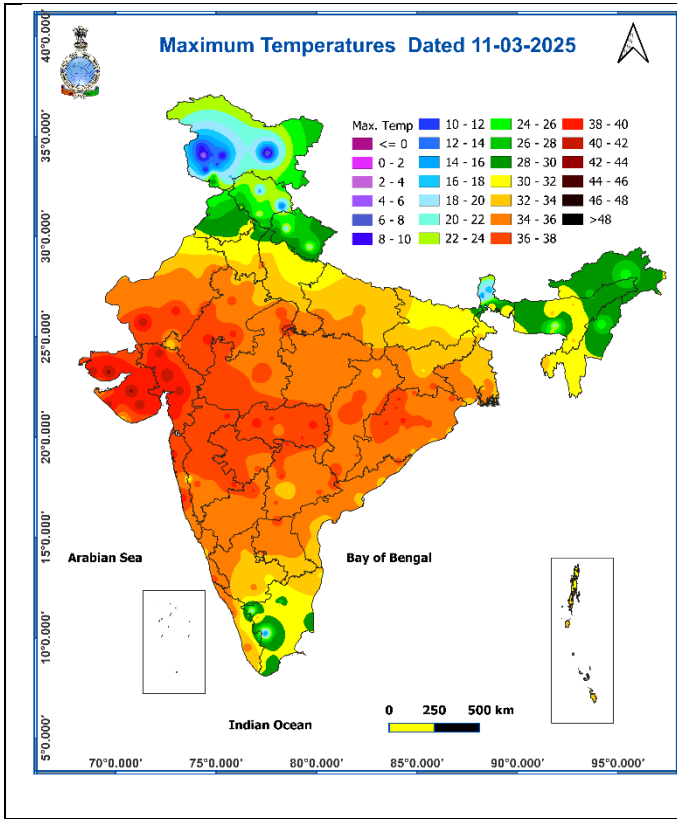 Maximum Temperatures Dated 11-03-2025
Max. Temp
<= 0
0 - 2
2 - 4
4 - 6
6 - 8
8 - 10
10 - 12
12 - 14
14 - 16
16 - 18
18 - 20
20 - 22
22 - 24
24 - 26
26 - 28
28 - 30
30 - 32
32 - 34
34 - 36
36 - 38
38 - 40
40 - 42
42 - 44
44 - 46
46 - 48
>48
40°0.000'
35°0.000'
30°0.000'
25°0.000'
20°0.000'
15°0.000'
10°0.000'
5°0.000'
Arabian Sea
Bay of Bengal
Indian Ocean
0 250 500 km
70°0.000' 75°0.000' 80°0.000' 85°0.000' 90°0.000' 95°0.000'